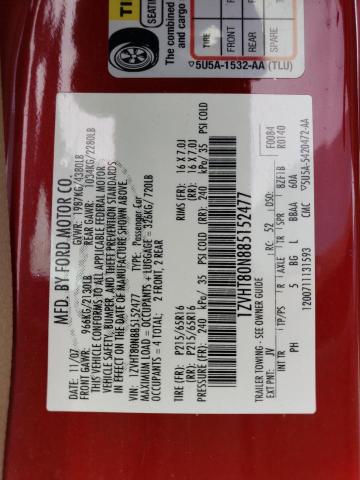 TI
SEATIN
The combined
and cargo
TIRE
FRONT
REAR
SPARE
▽5U5A-1532-AA (TLU)
MFD. BY FORD MOTOR CO.
DATE: 11/07 GVWR: 1987KG/4380LB
FRONT GAWR: 966KG/2130LB REAR GAWR: 1034KG/2280LB
THIS VEHICLE CONFORMS TO ALL APPLICABLE FEDERAL MOTOR
VEHICLE SAFETY, BUMPER, AND THEFT PREVENTION STANDARDS
IN EFFECT ON THE DATE OF MANUFACTURE SHOWN ABOVE.
VIN: 1ZVHT80N885152477 TYPE: Passenger Car
MAXIMUM LOAD = OCCUPANTS + LUGGAGE = 326KG/720LB
OCCUPANTS = 4 TOTAL; 2 FRONT, 2 REAR
TIRE (FR): P215/65R16 RIMS (FR): 16 X 7.0J
(RR): P215/65R16 (RR): 16 X 7.0J
PRESSURE: (FR) 240 kPa/ 35 PSI COLD (RR) 240 kPa/ 35 PSI COLD
1ZVHT80N885152477
TRAILER TOWING - SEE OWNER GUIDE
F0084
R0140
EXT PNT: JV RC: 52 DSO:
INT TR TP/PS R AXLE TR SPR BZF1B
PH 5 BG L BBAA 60A
12007111131593 CMC ▽5U5A-5420472-AA